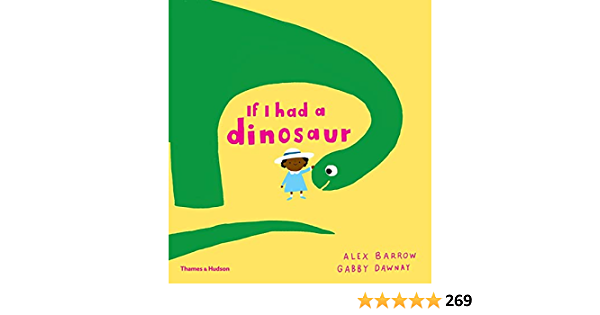 If I had a
dinosaur
ALEX BARROW
GABBY DAWNAY
Thames & Hudson
269